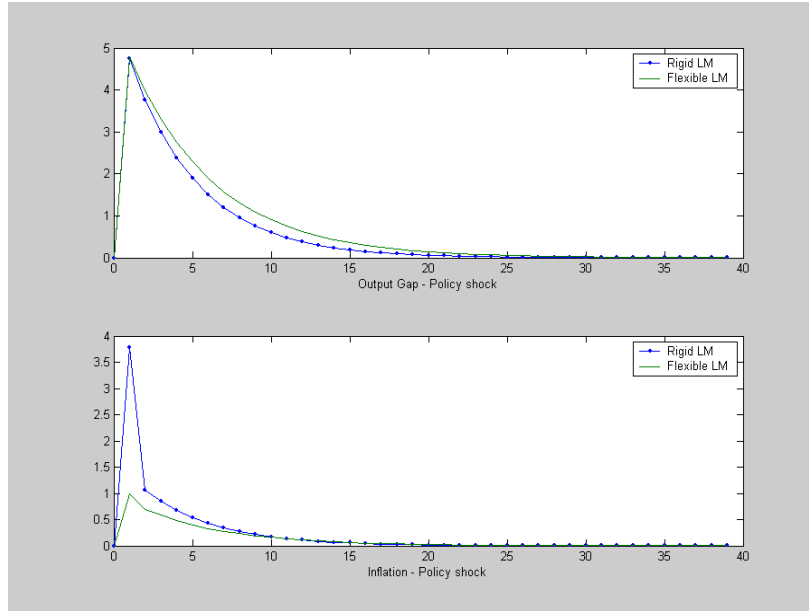 5
4
3
2
1
0
Rigid LM
Flexible LM
0 5 10 15 20 25 30 35 40
Output Gap - Policy shock
4
3.5
3
2.5
2
1.5
1
0.5
0
Rigid LM
Flexible LM
0 5 10 15 20 25 30 35 40
Inflation - Policy shock